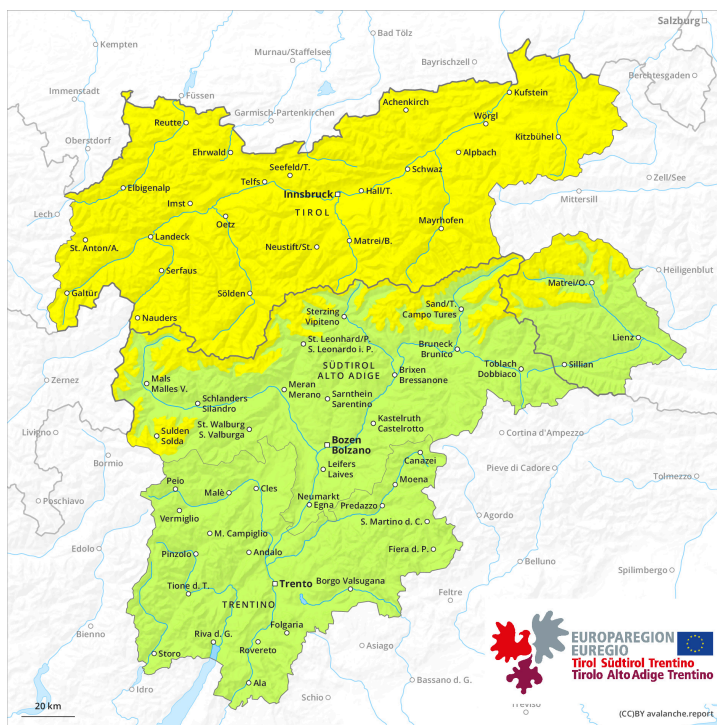 Salzburg
Kempten
Bad Tölz
Murnau/Staffelsee
Bayrischzell
Berchtesgaden
Immenstadt
Füssen
Kufstein
Achenkirch
Garmisch-Partenkirchen
Wörgl
Reutte
Oberstdorf
Kitzbühel
Ehrwald
Alpbach
Seefeld/T.
Schwaz
Zell/See
Telfs
Elbigenalp
Innsbruck
Hall/T.
Mittersill
Imst
TIROL
Lech
Oetz
Mayrhofen
Landeck
Matrei/B.
St. Anton/A.
Neustift/St.
Serfaus
Heiligenblut
Matrei/O.
Galtür
Sölden
Sand/T.
Campo Tures
Nauders
Sterzing
Vipiteno
Lienz
St. Leonhard/P.
S. Leonardo i. P.
Bruneck
Brunico
Toblach
Dobbiaco
Sillian
SÜDTIROL
ALTO ADIGE
Brixen
Bressanone
Zernez
Mals
Malles V.
Meran
Merano
Schlanders
Silandro
Sarnthein
Sarentino
St. Walburg
S. Valburga
Kastelruth
Castelrotto
Livigno
Sulden
Solda
Cortina d'Ampezzo
Bozen
Bolzano
Bormio
Canazei
Pieve di Cadore
Leifers
Laives
Tolmezzo
Peio
Malè
Cles
Moena
Poschiavo
Neumarkt
Egna
Predazzo
Vermiglio
Agordo
S. Martino d. C.
M. Campiglio
Edolo
Pinzolo
Andalo
Fiera d. P.
Belluno
Spilimbergo
Trento
Tione d. T.
Borgo Valsugana
Feltre
TRENTINO
Folgaria
Bienno
Riva d. G.
Rovereto
Asiago
Storo
Bassano d. G.
Ala
Idro
Schio
Treviso
20 km
EUROPAREGION
EUREGIO
Tirol Südtirol Trentino
Tirolo Alto Adige Trentino
(CC)BY avalanche.report